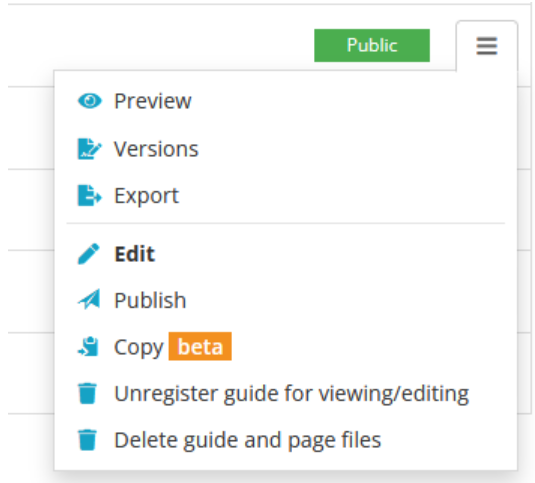 Public
Preview
Versions
Export
Edit
Publish
Copy beta
Unregister guide for viewing/editing
Delete guide and page files